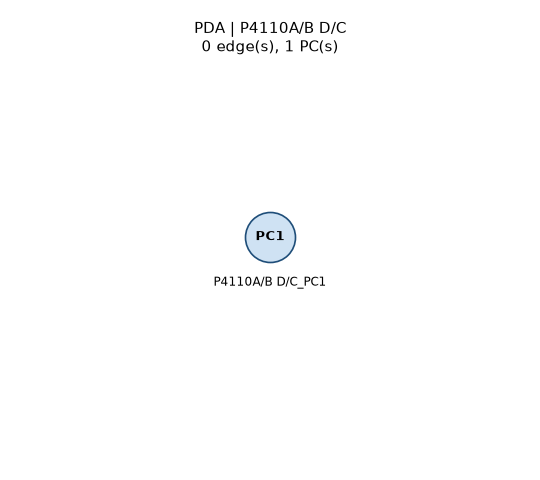 PDA | P4110A/B D/C
0 edge(s), 1 PC(s)
PC1
P4110A/B D/C_PC1